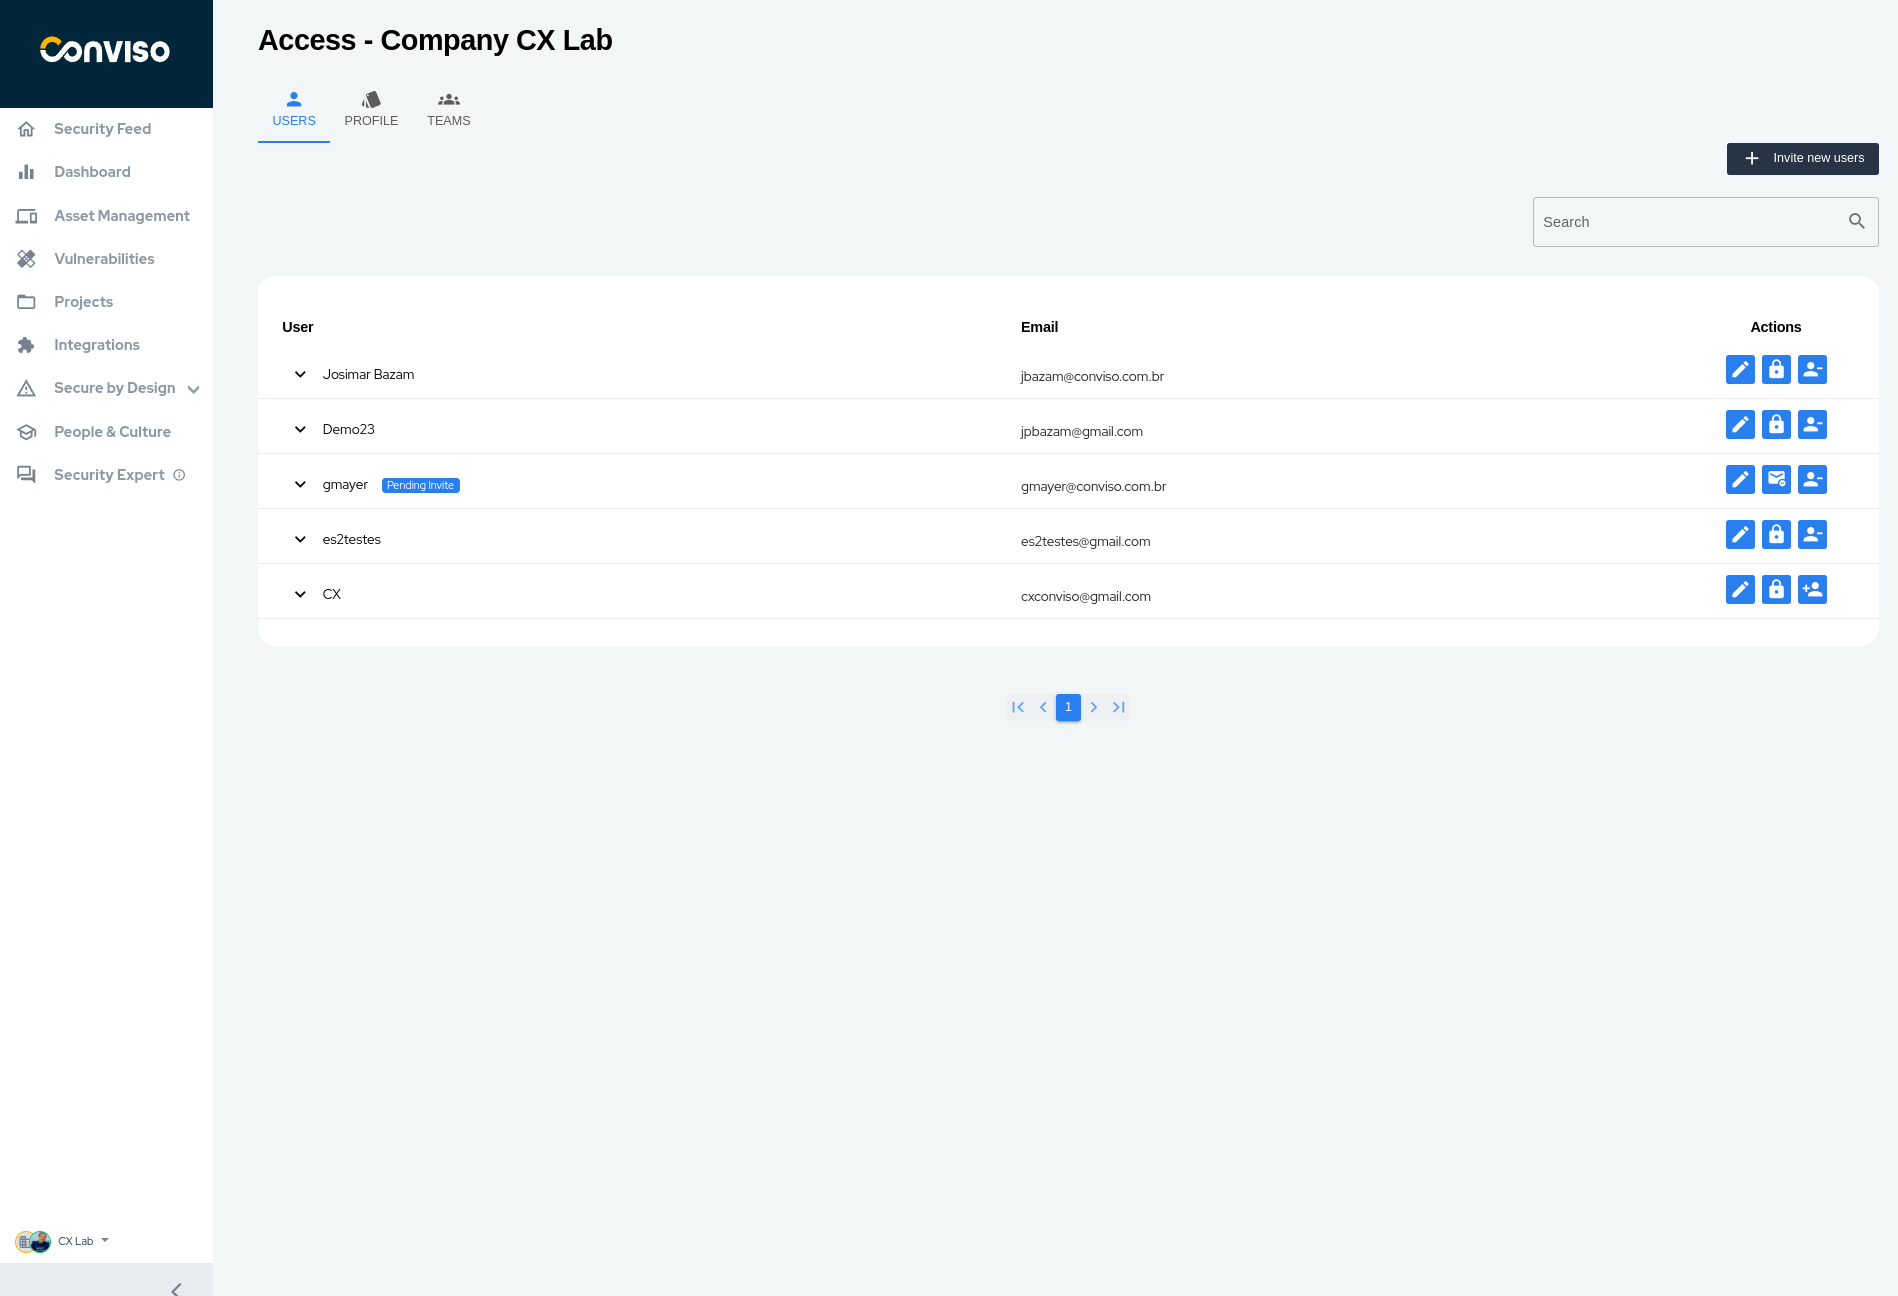 Conviso
Security Feed
Dashboard
Asset Management
Vulnerabilities
Projects
Integrations
Secure by Design
People & Culture
Security Expert
CX Lab
Access - Company CX Lab
USERS PROFILE TEAMS
Invite new users
Search
User Email Actions
Josimar Bazam jbazam@conviso.com.br
Demo23 jpbazam@gmail.com
gmayer Pending Invite gmayer@conviso.com.br
es2testes es2testes@gmail.com
CX cxconviso@gmail.com
1